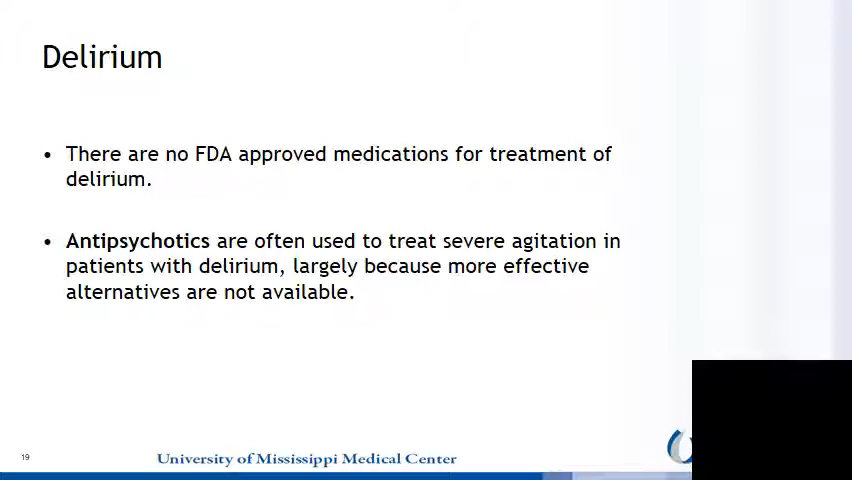 Delirium
• There are no FDA approved medications for treatment of
delirium.
• Antipsychotics are often used to treat severe agitation in
patients with delirium, largely because more effective
alternatives are not available.
19
University of Mississippi Medical Center